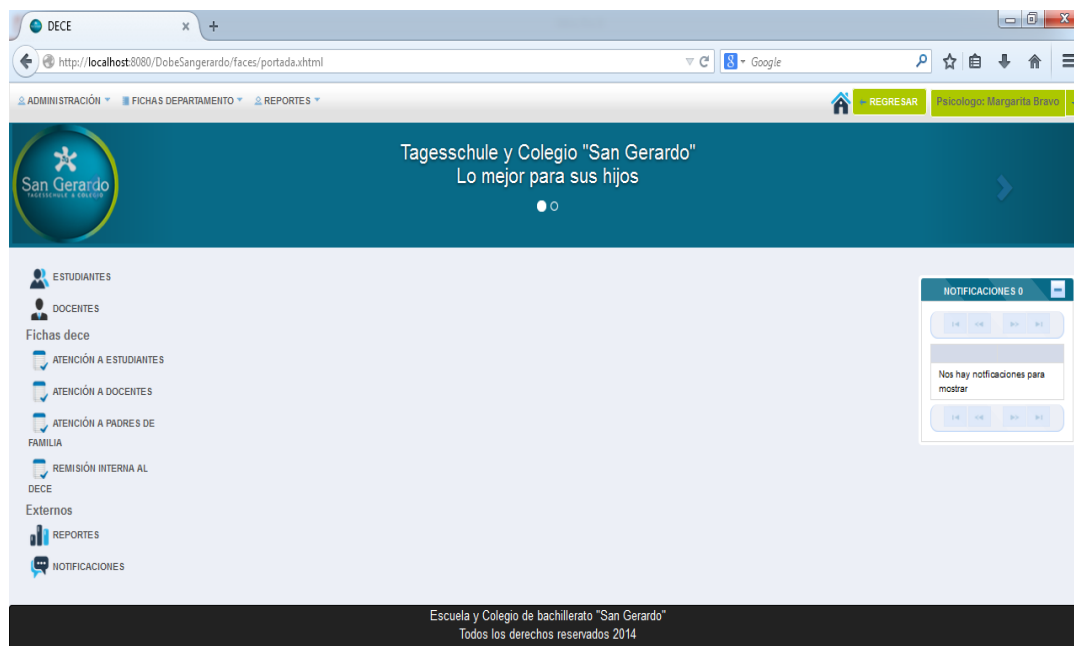 DECE
http://localhost:8080/DobeSangerardo/faces/portada.xhtml
Google
ADMINISTRACIÓN
FICHAS DEPARTAMENTO
REPORTES
REGRESAR
Psicologo: Margarita Bravo
San Gerardo
TAGESSCHULE & COLEGIO
Tagesschule y Colegio "San Gerardo"
Lo mejor para sus hijos
ESTUDIANTES
DOCENTES
Fichas dece
ATENCIÓN A ESTUDIANTES
ATENCIÓN A DOCENTES
ATENCIÓN A PADRES DE
FAMILIA
REMISIÓN INTERNA AL
DECE
Externos
REPORTES
NOTIFICACIONES
NOTIFICACIONES 0
Nos hay notficaciones para
mostrar
Escuela y Colegio de bachillerato "San Gerardo"
Todos los derechos reservados 2014